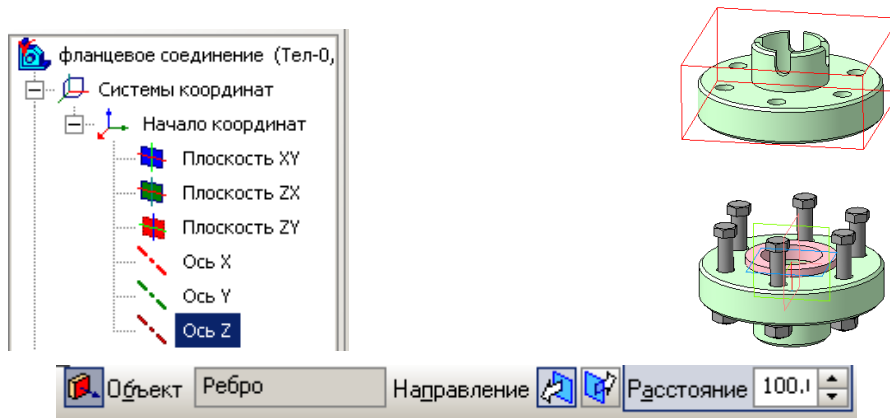 фланцевое соединение (Тел-0,
Системы координат
Начало координат
Плоскость XY
Плоскость ZX
Плоскость ZY
Ось X
Ось Y
Ось Z
Объект Ребро Направление Расстояние 100,